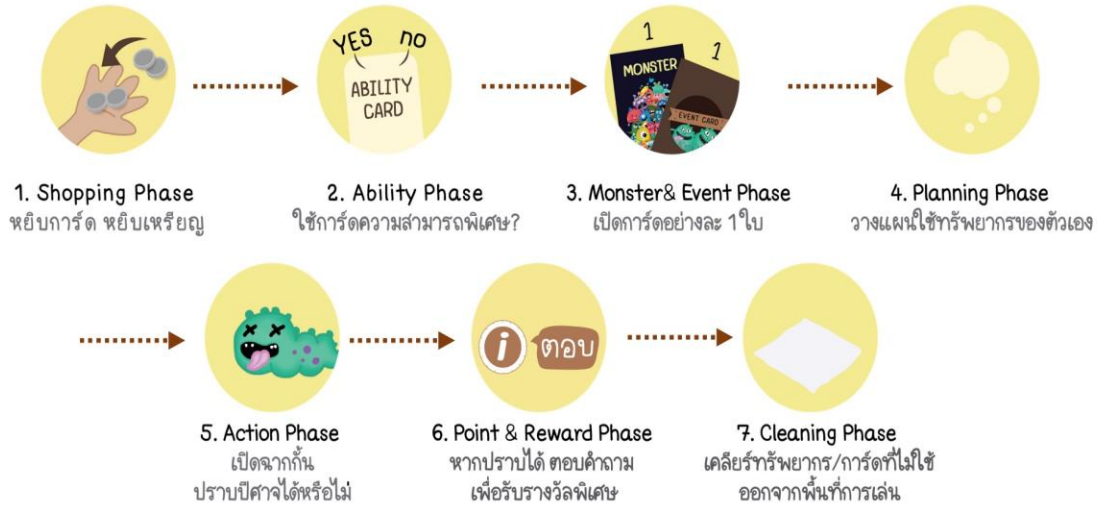 YES no
ABILITY
CARD
1
1
MONSTER
EVENT CARD
1. Shopping Phase
หยิบการ์ด หยิบเหรียญ
2. Ability Phase
ใช้การ์ดความสามารถพิเศษ?
3. Monster& Event Phase
เปิดการ์ดอย่างละ 1 ใบ
4. Planning Phase
วางแผนใช้ทรัพยากรของตัวเอง
i ตอบ
5. Action Phase
เปิดฉากกั้น
ปราบปีศาจได้หรือไม่
6. Point & Reward Phase
หากปราบได้ ตอบคำถาม
เพื่อรับรางวัลพิเศษ
7. Cleaning Phase
เคลียร์ทรัพยากร/การ์ดที่ไม่ใช้
ออกจากพื้นที่การเล่น